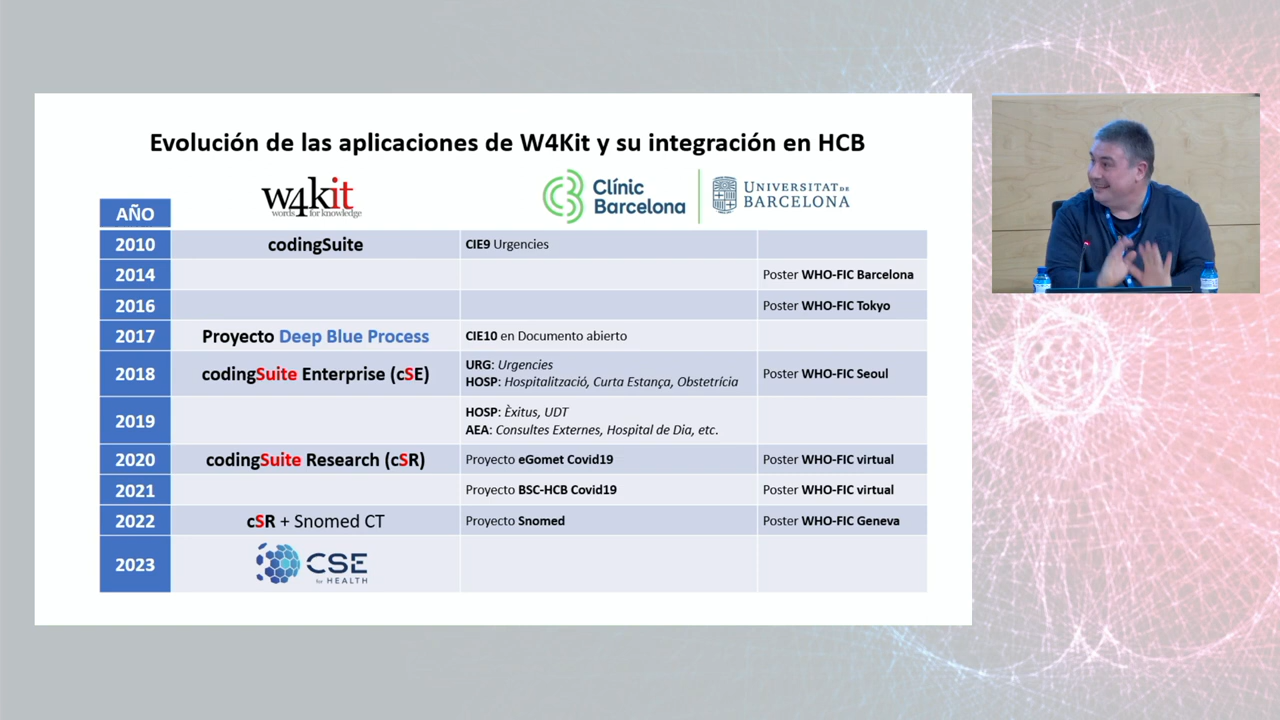 Evolución de las aplicaciones de W4Kit y su integración en HCB
w4kit
words for knowledge
Clínic
Barcelona
UNIVERSITAT DE
BARCELONA
AÑO
2010 codingSuite CIE9 Urgencies
2014 Poster WHO-FIC Barcelona
2016 Poster WHO-FIC Tokyo
2017 Proyecto Deep Blue Process CIE10 en Documento abierto
2018 codingSuite Enterprise (cSE) URG: Urgencies
HOSP: Hospitalització, Curta Estança, Obstetrícia Poster WHO-FIC Seoul
2019 HOSP: Èxitus, UDT
AEA: Consultes Externes, Hospital de Dia, etc.
2020 codingSuite Research (cSR) Proyecto eGomet Covid19 Poster WHO-FIC virtual
2021 Proyecto BSC-HCB Covid19 Poster WHO-FIC virtual
2022 cSR + Snomed CT Proyecto Snomed Poster WHO-FIC Geneva
2023 CSE
for HEALTH